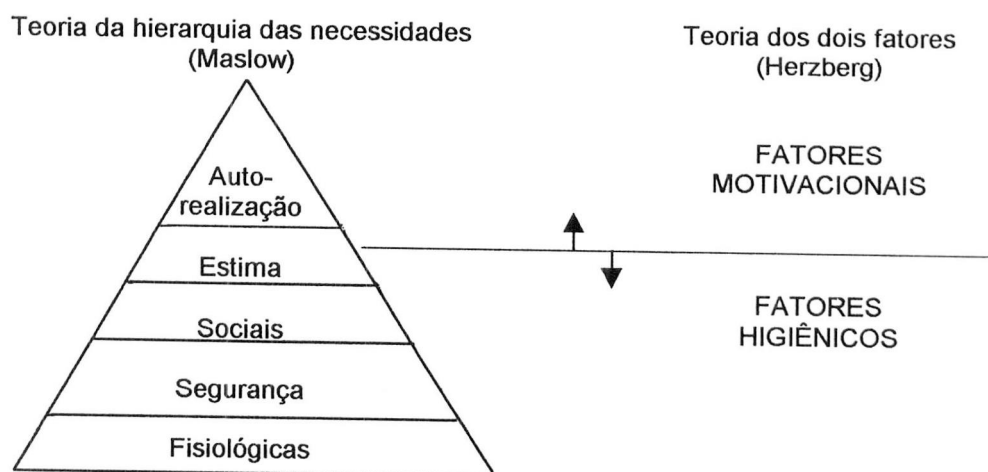 Teoria da hierarquia das necessidades
(Maslow)
Teoria dos dois fatores
(Herzberg)
Auto-
realização
Estima
Sociais
Segurança
Fisiológicas
FATORES
MOTIVACIONAIS
FATORES
HIGIÊNICOS